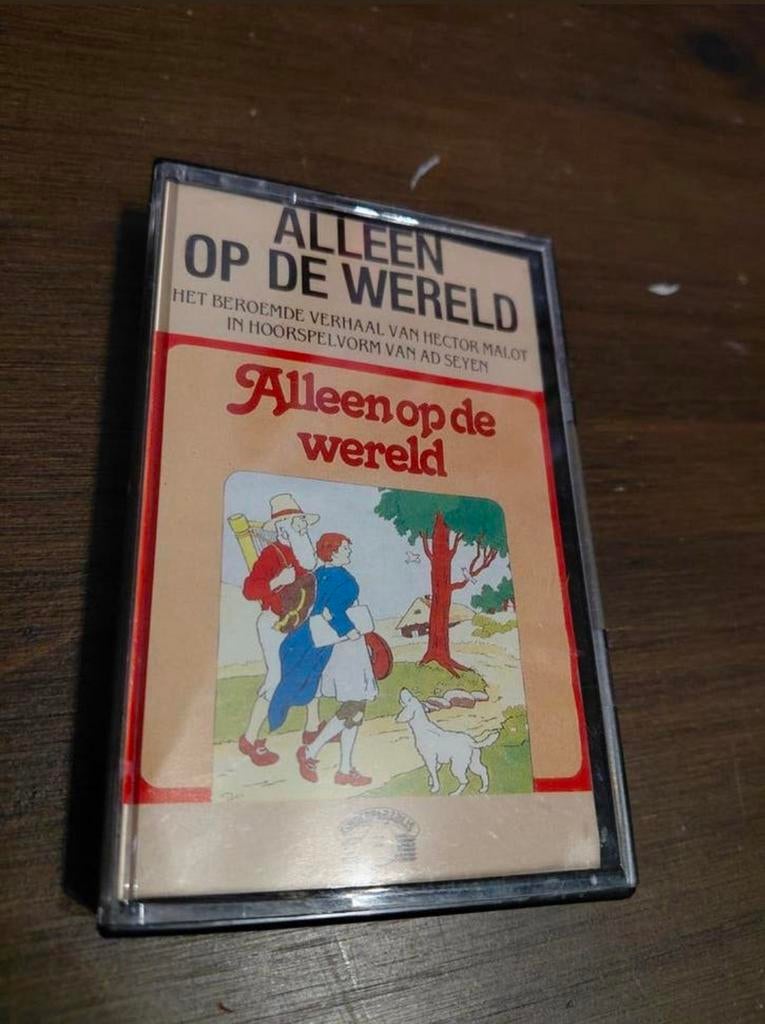 ALLEEN
OP DE WERELD
HET BEROEMDE VERHAAL VAN HECTOR MALOT
IN HOORSPELVORM VAN AD SEYEN
Alleen op de
wereld